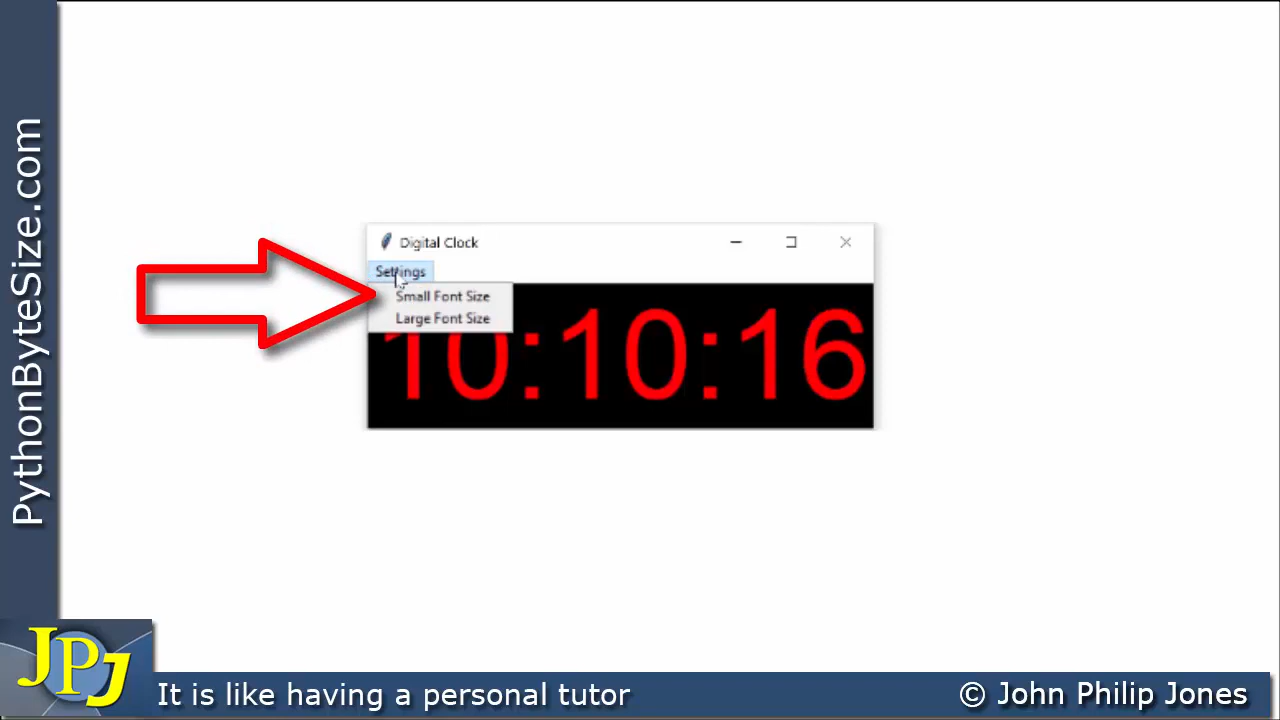 PythonByteSize.com
Digital Clock
Settings
Small Font Size
Large Font Size
10:10:16
JPJ
It is like having a personal tutor
© John Philip Jones